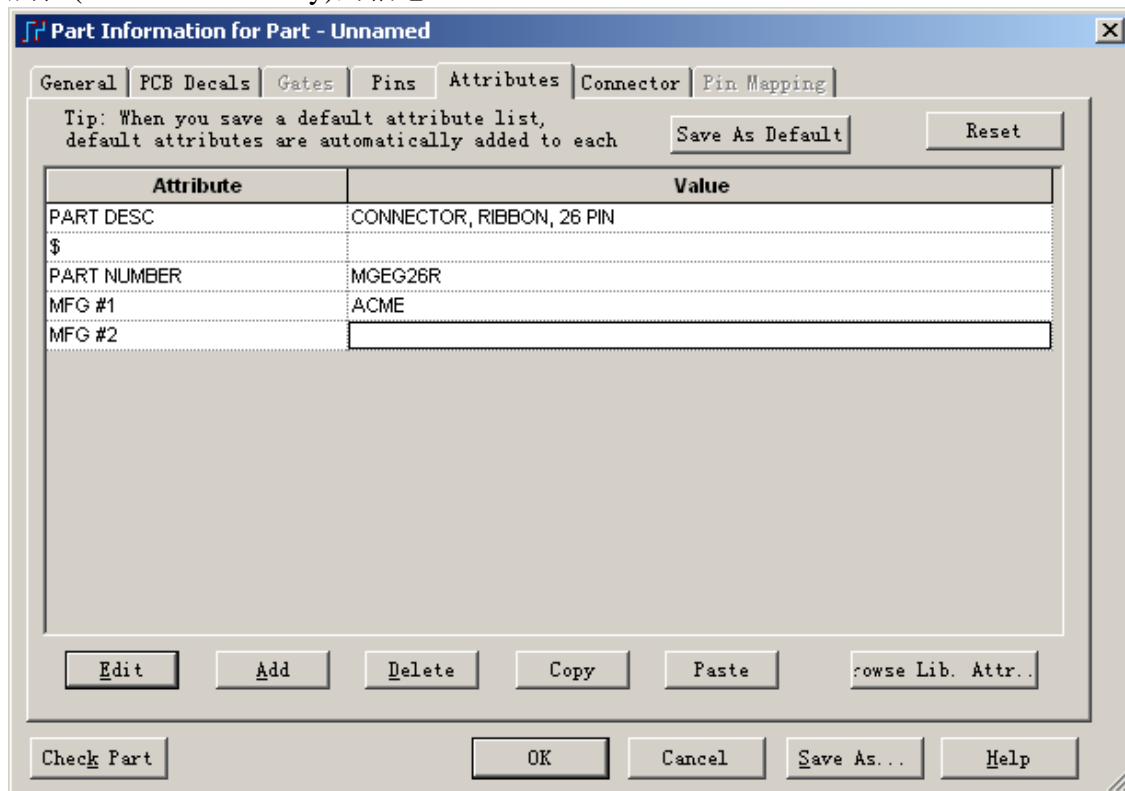 Part Information for Part - Unnamed
General PCB Decals Gates Pins Attributes Connector Pin Mapping
Tip: When you save a default attribute list,
default attributes are automatically added to each
Save As Default Reset
Attribute Value
PART DESC CONNECTOR, RIBBON, 26 PIN
$
PART NUMBER MGEG26R
MFG #1 ACME
MFG #2
Edit Add Delete Copy Paste rowse Lib. Attr..
Check Part OK Cancel Save As... Help